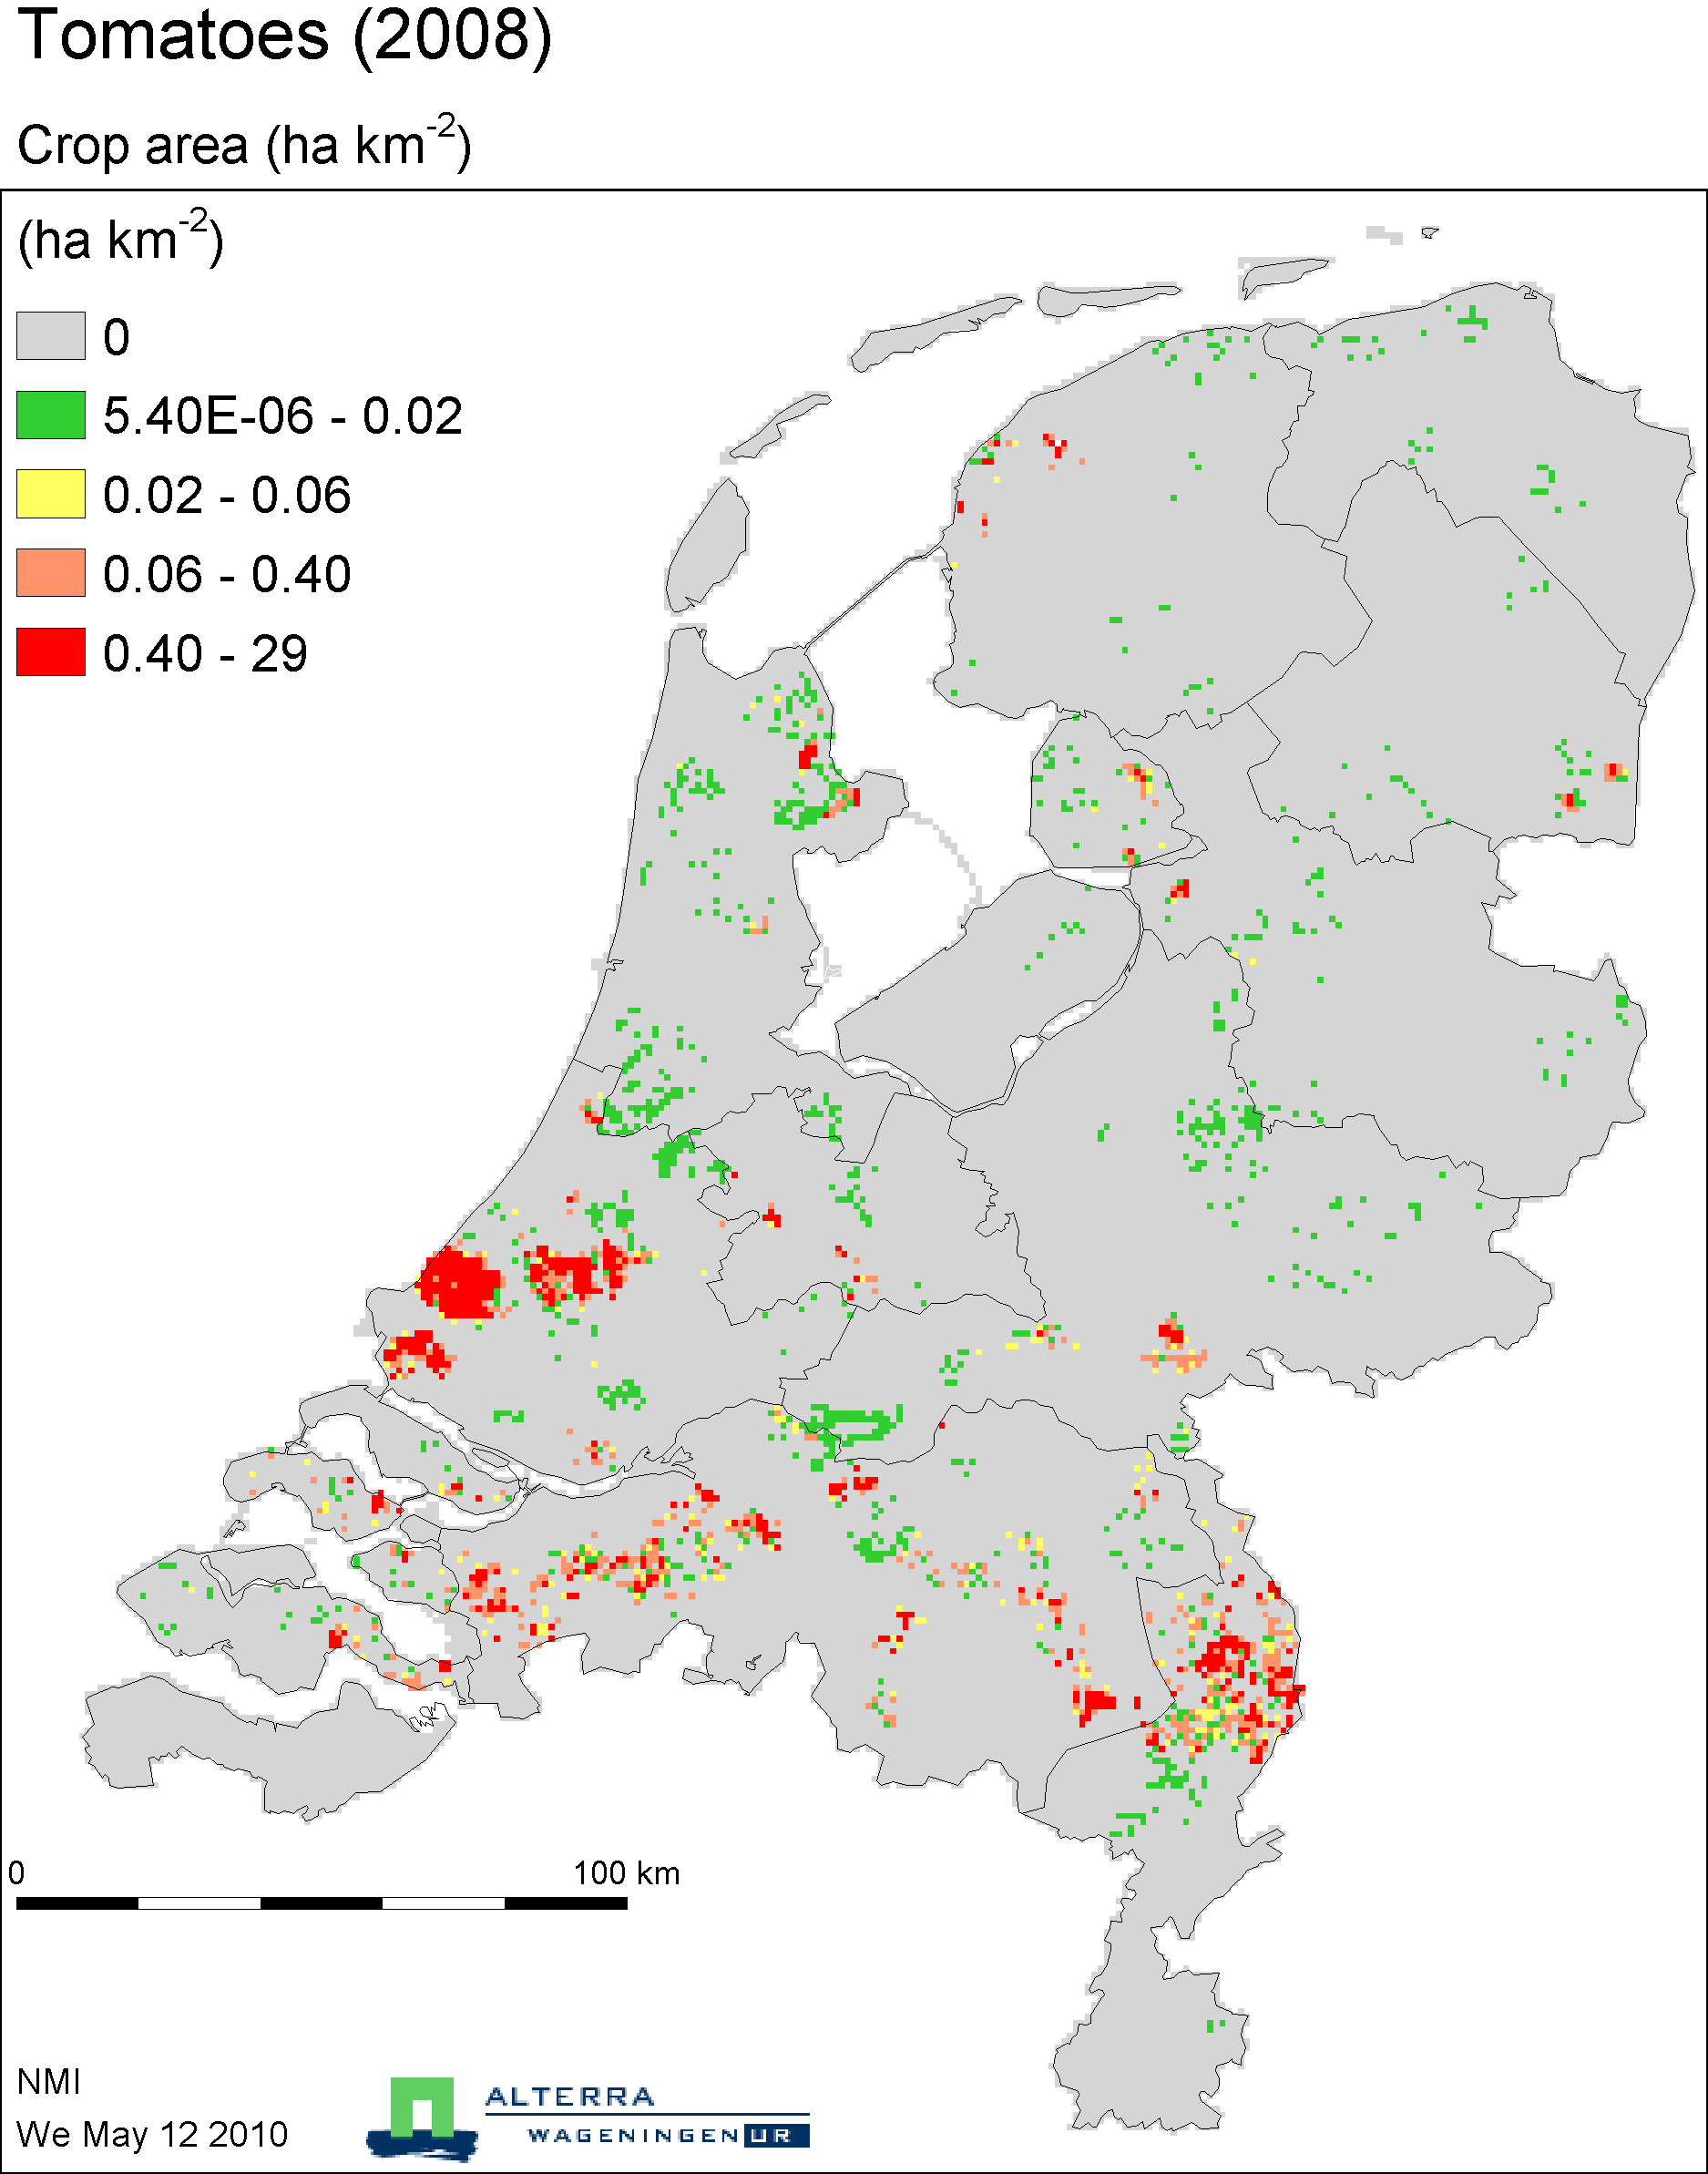 Tomatoes (2008)
Crop area (ha km-2)
(ha km-2)
0
5.40E-06 - 0.02
0.02 - 0.06
0.06 - 0.40
0.40 - 29
0 100 km
NMI
We May 12 2010
ALTERRA
WAGENINGEN UR